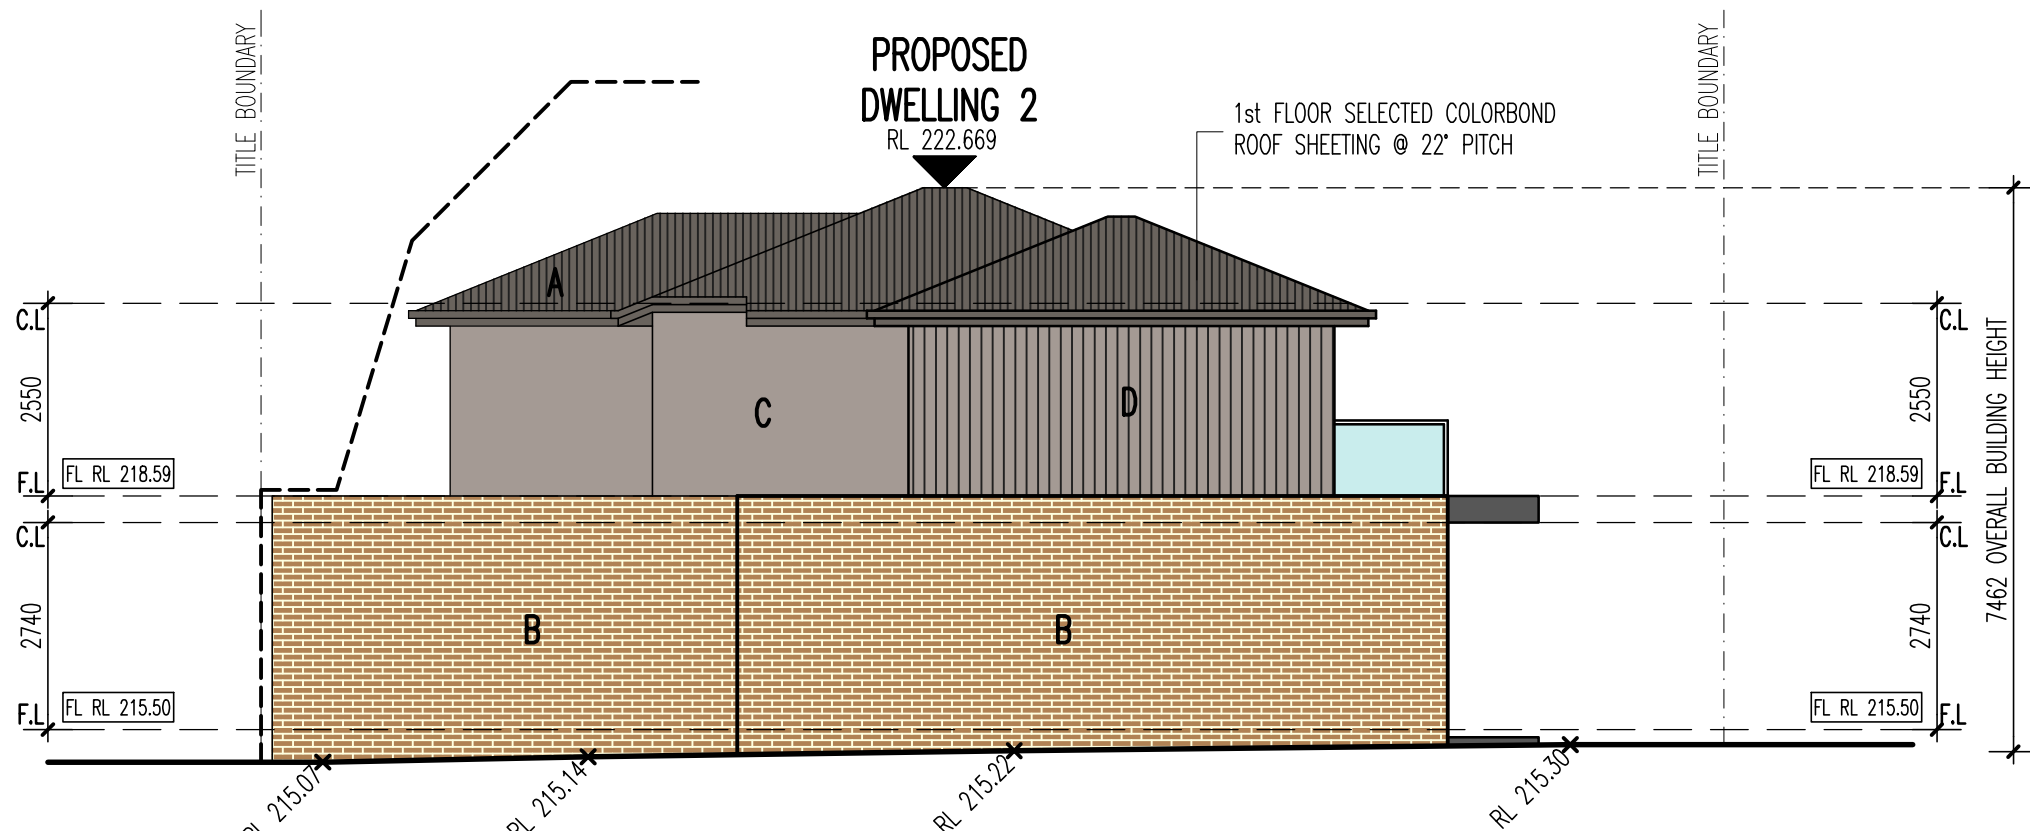 TITLE BOUNDARY
PROPOSED
DWELLING 2
RL 222.669
1st FLOOR SELECTED COLORBOND
ROOF SHEETING @ 22° PITCH
TITLE BOUNDARY
A
C
D
B
B
C.L
2550
FL RL 218.59
F.L
C.L
2740
FL RL 215.50
F.L
C.L
2550
FL RL 218.59
F.L
C.L
2740
FL RL 215.50
F.L
7462 OVERALL BUILDING HEIGHT
RL 215.07
RL 215.14
RL 215.22
RL 215.30